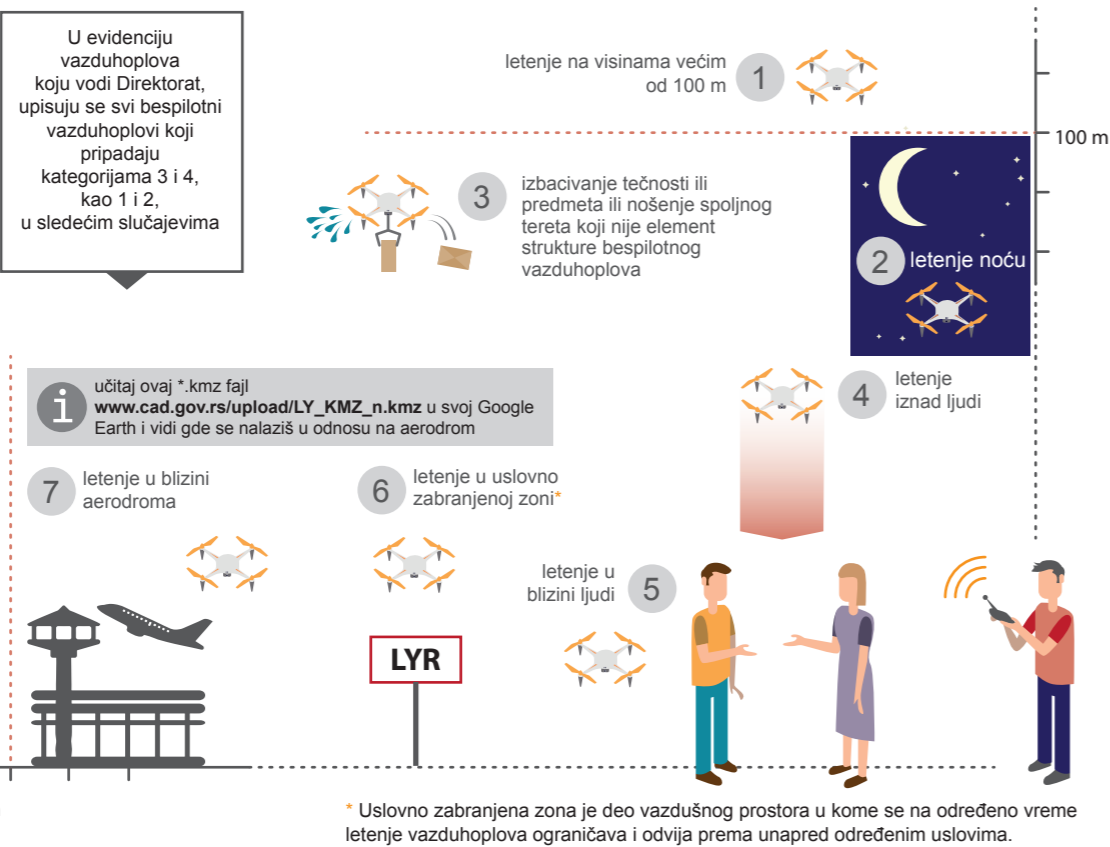 U evidenciju
vazduhoplova
koju vodi Direktorat,
upisuju se svi bespilotni
vazduhoplovi koji
pripadaju
kategorijama 3 i 4,
kao 1 i 2,
u sledećim slučajevima
letenje na visinama većim
od 100 m
1
100 m
3
izbacivanje tečnosti ili
predmeta ili nošenje spoljnog
tereta koji nije element
strukture bespilotnog
vazduhoplova
2 letenje noću
i
učitaj ovaj *.kmz fajl
www.cad.gov.rs/upload/LY_KMZ_n.kmz u svoj Google
Earth i vidi gde se nalaziš u odnosu na aerodrom
4
letenje
iznad ljudi
7
letenje u blizini
aerodroma
6
letenje u uslovno
zabranjenoj zoni*
letenje u
blizini ljudi
5
LYR
* Uslovno zabranjena zona je deo vazdušnog prostora u kome se na određeno vreme
letenje vazduhoplova ograničava i odvija prema unapred određenim uslovima.